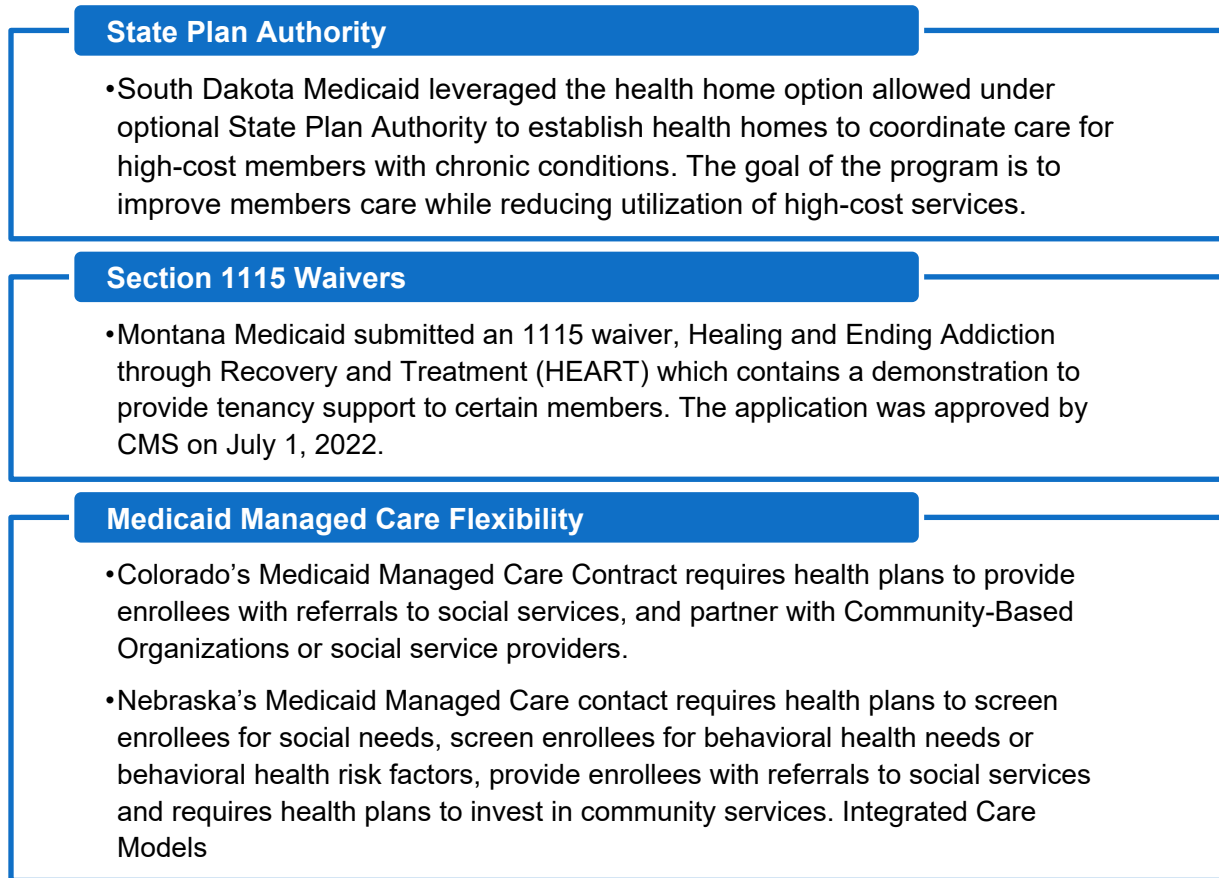 State Plan Authority
•South Dakota Medicaid leveraged the health home option allowed under
optional State Plan Authority to establish health homes to coordinate care for
high-cost members with chronic conditions. The goal of the program is to
improve members care while reducing utilization of high-cost services.
Section 1115 Waivers
•Montana Medicaid submitted an 1115 waiver, Healing and Ending Addiction
through Recovery and Treatment (HEART) which contains a demonstration to
provide tenancy support to certain members. The application was approved by
CMS on July 1, 2022.
Medicaid Managed Care Flexibility
•Colorado’s Medicaid Managed Care Contract requires health plans to provide
enrollees with referrals to social services, and partner with Community-Based
Organizations or social service providers.
•Nebraska’s Medicaid Managed Care contact requires health plans to screen
enrollees for social needs, screen enrollees for behavioral health needs or
behavioral health risk factors, provide enrollees with referrals to social services
and requires health plans to invest in community services. Integrated Care
Models